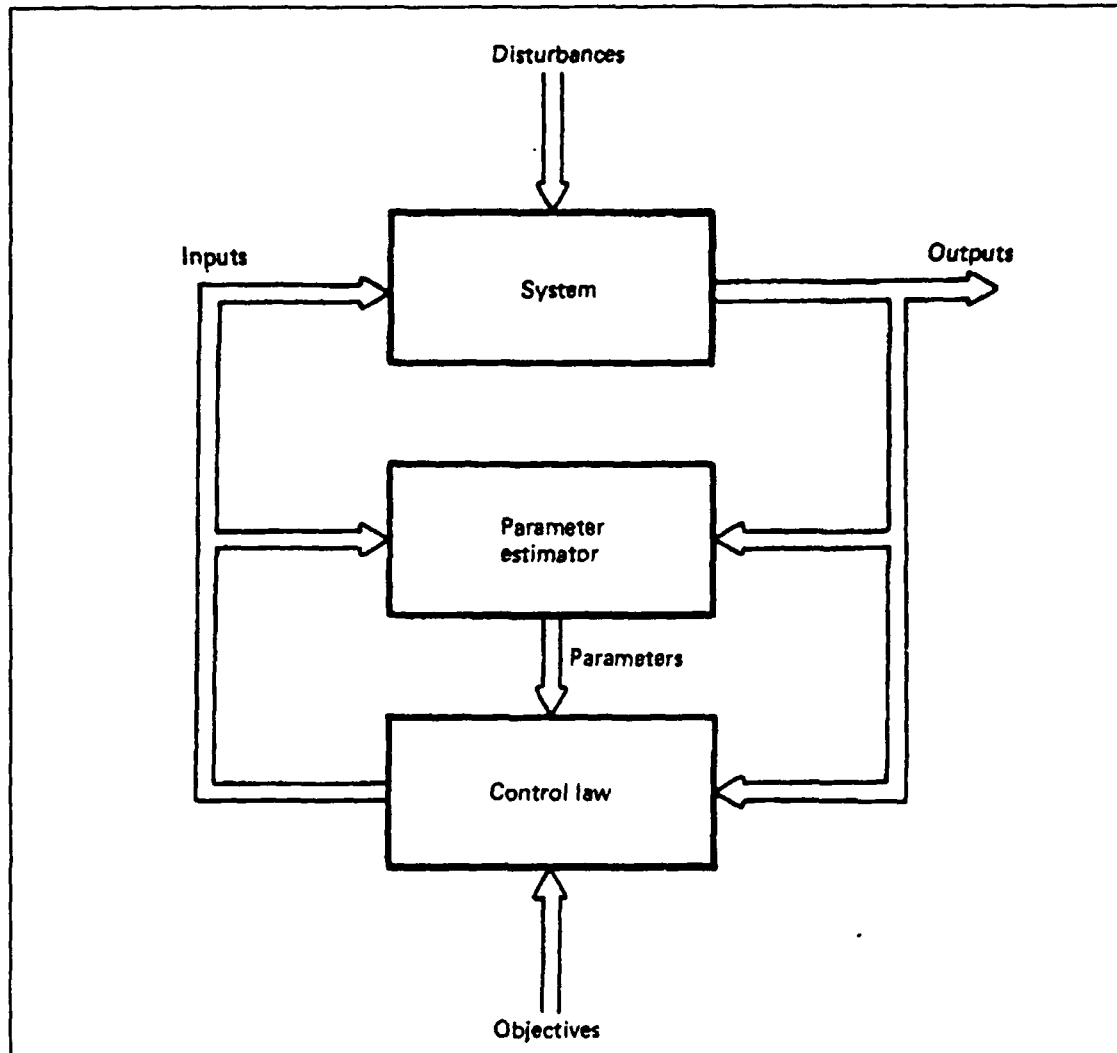 Disturbances
Inputs
Outputs
System
Parameter
estimator
Parameters
Control law
Objectives